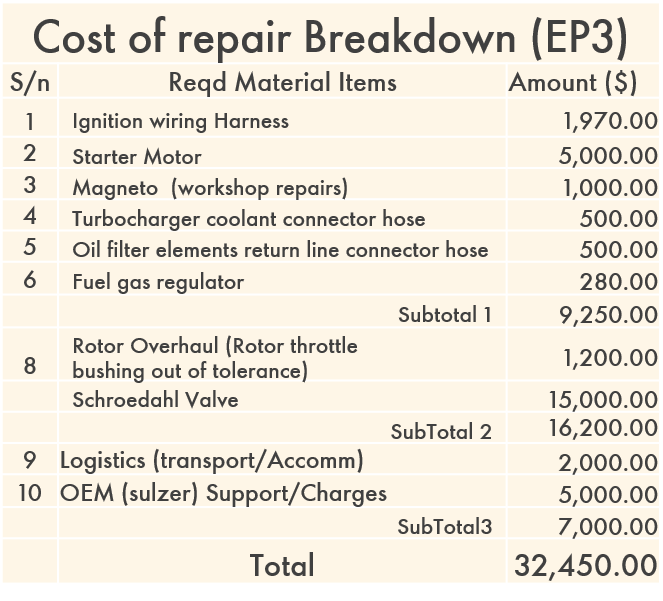 Cost of repair Breakdown (EP3)
S/n Reqd Material Items Amount ($)
1 Ignition wiring Harness 1,970.00
2 Starter Motor 5,000.00
3 Magneto (workshop repairs) 1,000.00
4 Turbocharger coolant connector hose 500.00
5 Oil filter elements return line connector hose 500.00
6 Fuel gas regulator 280.00
Subtotal 1 9,250.00
8 Rotor Overhaul (Rotor throttle
bushing out of tolerance) 1,200.00
Schroedahl Valve 15,000.00
SubTotal 2 16,200.00
9 Logistics (transport/Accomm) 2,000.00
10 OEM (sulzer) Support/Charges 5,000.00
SubTotal3 7,000.00
Total 32,450.00